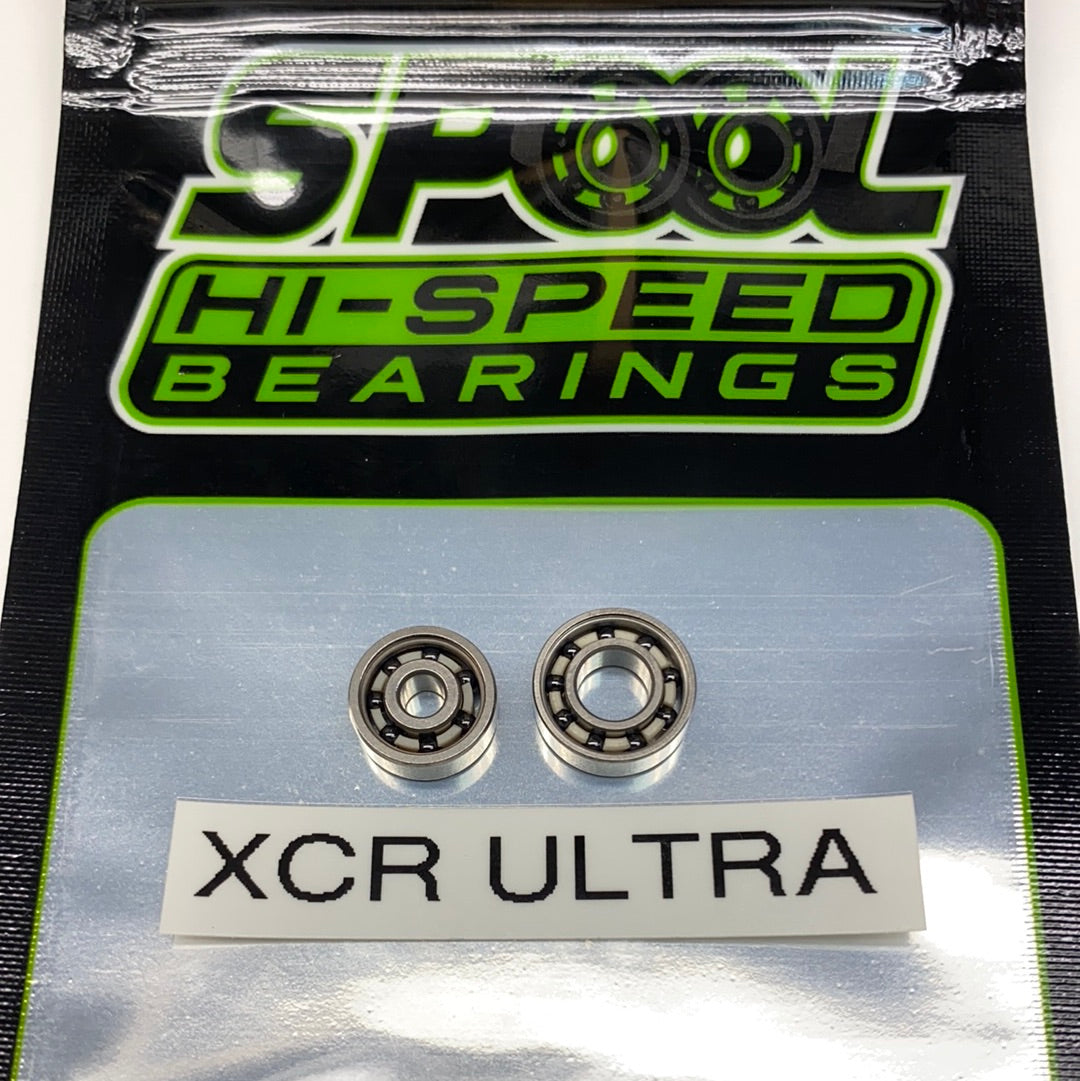 SPOOL
HI-SPEED
BEARINGS
XCR ULTRA